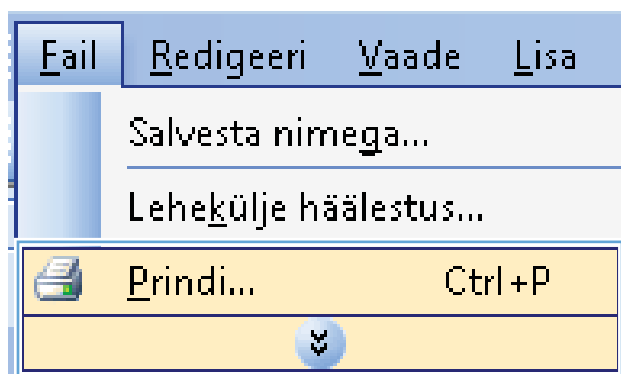 Fail Redigeeri Vaade Lisa
Salvesta nimega...
Lehekülje häälestus...
Prindi... Ctrl+P